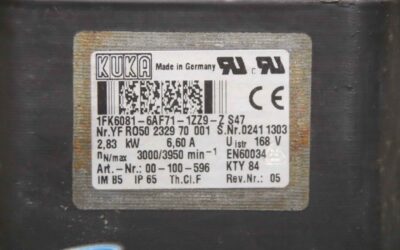 KUKA Made in Germany
1FK6081-6AF71-1ZZ9-Z S47
Nr.YF RO50 2329 70 001 S.Nr.0241 1303
2,83 kW 6,60 A U istr 168 V
nN/max 3000/3950 min-1 EN60034
Art.-Nr.: 00-100-596 KTY 84
IM B5 IP 65 Th.Cl.F Rev.Nr.: 05